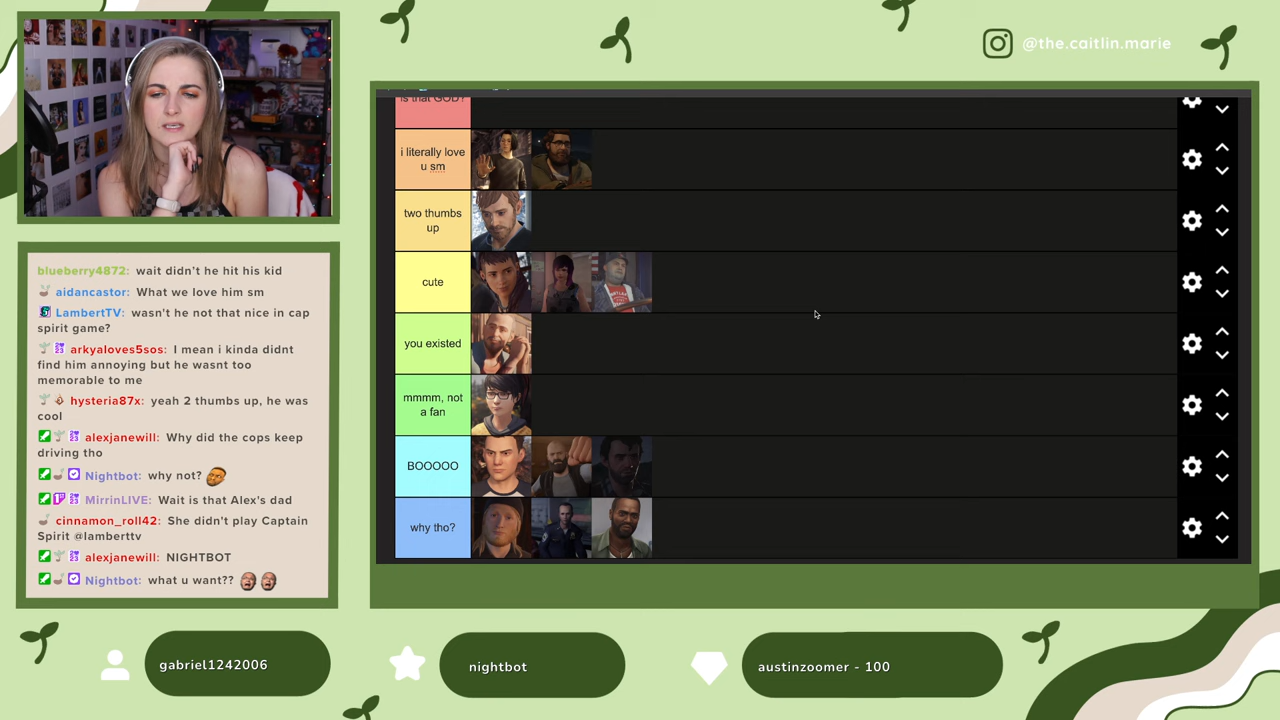 @the.caitlin.marie
blueberry4872: wait didn't he hit his kid
aidancastor: What we love him sm
LambertTV: wasn't he not that nice in cap
spirit game?
arkyaloves5sos: I mean i kinda didnt
find him annoying but he wasnt too
memorable to me
hysteria87x: yeah 2 thumbs up, he was
cool
alexjanewill: Why did the cops keep
driving tho
Nightbot: why not?
MirrinLIVE: Wait is that Alex's dad
cinnamon_roll42: She didn't play Captain
Spirit @lamberttv
alexjanewill: NIGHTBOT
Nightbot: what u want??
is that GOD?
i literally love
u sm
two thumbs
up
cute
you existed
mmmm, not
a fan
BOOOOO
why tho?
gabriel1242006
nightbot
austinzoomer - 100